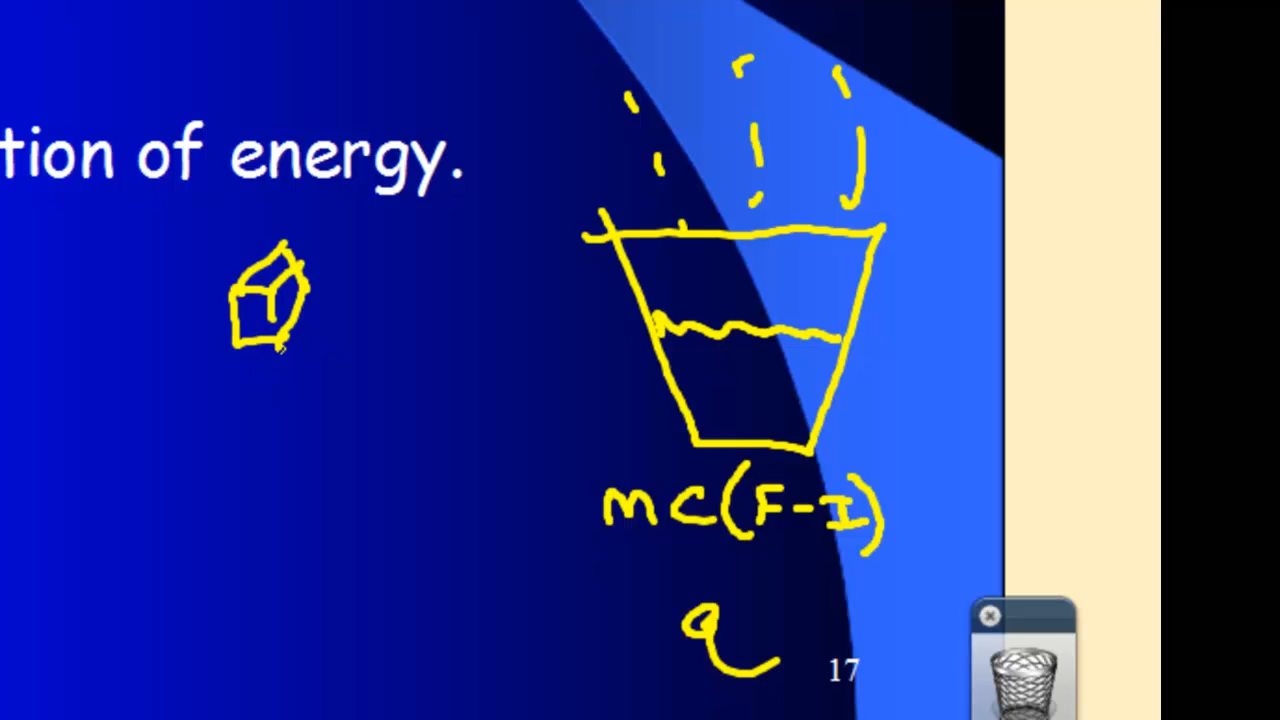 tion of energy.
mc(F-I)
Q
17